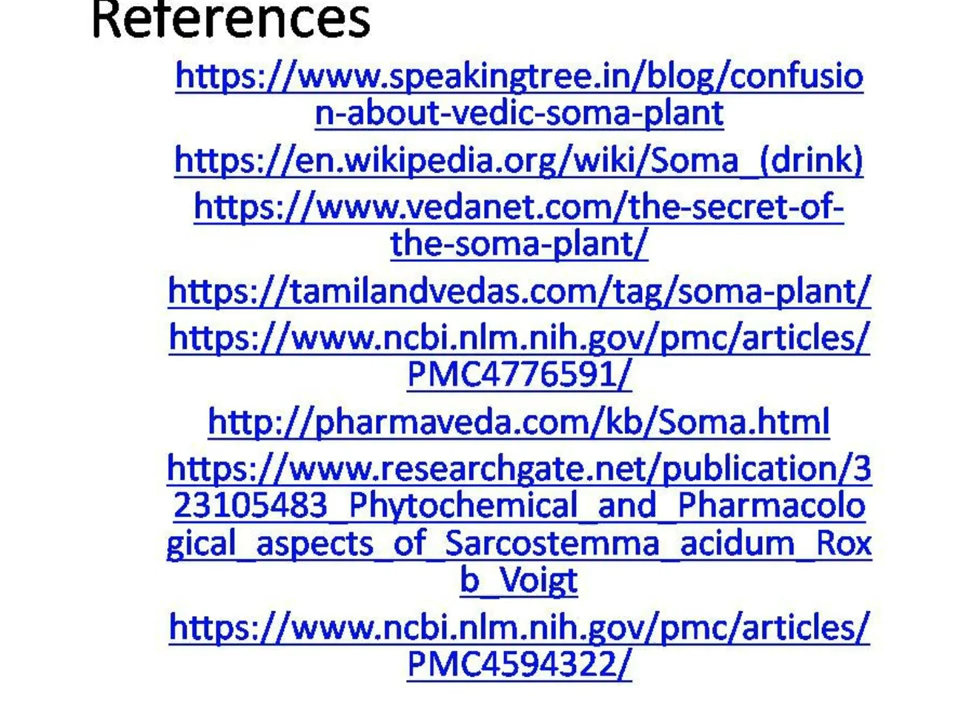 References
https://www.speakingtree.in/blog/confusio
n-about-vedic-soma-plant
https://en.wikipedia.org/wiki/Soma_(drink)
https://www.vedanet.com/the-secret-of-
the-soma-plant/
https://tamilandvedas.com/tag/soma-plant/
https://www.ncbi.nlm.nih.gov/pmc/articles/
PMC4776591/
http://pharmaveda.com/kb/Soma.html
https://www.researchgate.net/publication/3
23105483_Phytochemical_and_Pharmacolo
gical_aspects_of_Sarcostemma_acidum_Rox
b_Voigt
https://www.ncbi.nlm.nih.gov/pmc/articles/
PMC4594322/